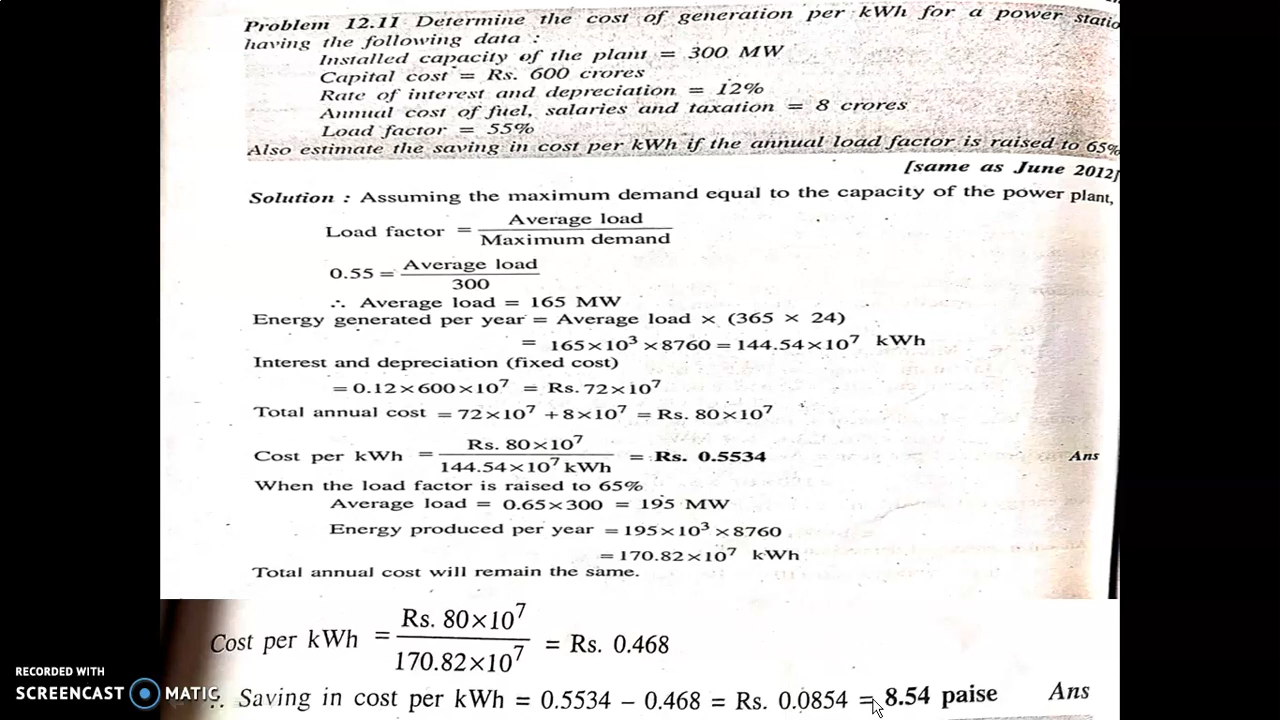 Problem 12.11 Determine the cost of generation per kWh for a power statio
having the following data :
Installed capacity of the plant = 300 MW
Capital cost = Rs. 600 crores
Rate of interest and depreciation = 12%
Annual cost of fuel, salaries and taxation = 8 crores
Load factor = 55%
Also estimate the saving in cost per kWh if the annual load factor is raised to 65%
[same as June 2012]
Solution : Assuming the maximum demand equal to the capacity of the power plant,
Load factor = Average load / Maximum demand
0.55 = Average load / 300
∴ Average load = 165 MW
Energy generated per year = Average load × (365 × 24)
= 165×10³ ×8760 = 144.54×10⁷ kWh
Interest and depreciation (fixed cost)
= 0.12×600×10⁷ = Rs. 72×10⁷
Total annual cost = 72×10⁷ + 8×10⁷ = Rs. 80×10⁷
Cost per kWh = Rs. 80×10⁷ / 144.54×10⁷ kWh = Rs. 0.5534 Ans
When the load factor is raised to 65%
Average load = 0.65×300 = 195 MW
Energy produced per year = 195×10³ ×8760
= 170.82×10⁷ kWh
Total annual cost will remain the same.
Cost per kWh = Rs. 80×10⁷ / 170.82×10⁷ = Rs. 0.468
∴ Saving in cost per kWh = 0.5534 – 0.468 = Rs. 0.0854 = 8.54 paise Ans
RECORDED WITH
SCREENCAST MATIC